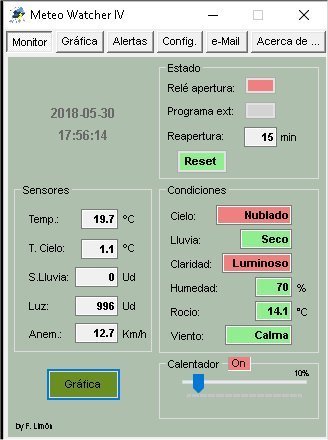 Meteo Watcher IV
Monitor Gráfica Alertas Config. e-Mail Acerca de ...
2018-05-30
17:56:14
Estado
Relé apertura:
Programa ext:
Reapertura: 15 min
Reset
Sensores
Temp.: 19.7 °C
T. Cielo: 1.1 °C
S.Lluvia: 0 Ud
Luz: 996 Ud
Anem.: 12.7 Km/h
Condiciones
Cielo: Nublado
Lluvia: Seco
Claridad: Luminoso
Humedad: 70 %
Rocio: 14.1 °C
Viento: Calma
Gráfica
Calentador On
10%
by F. Limón